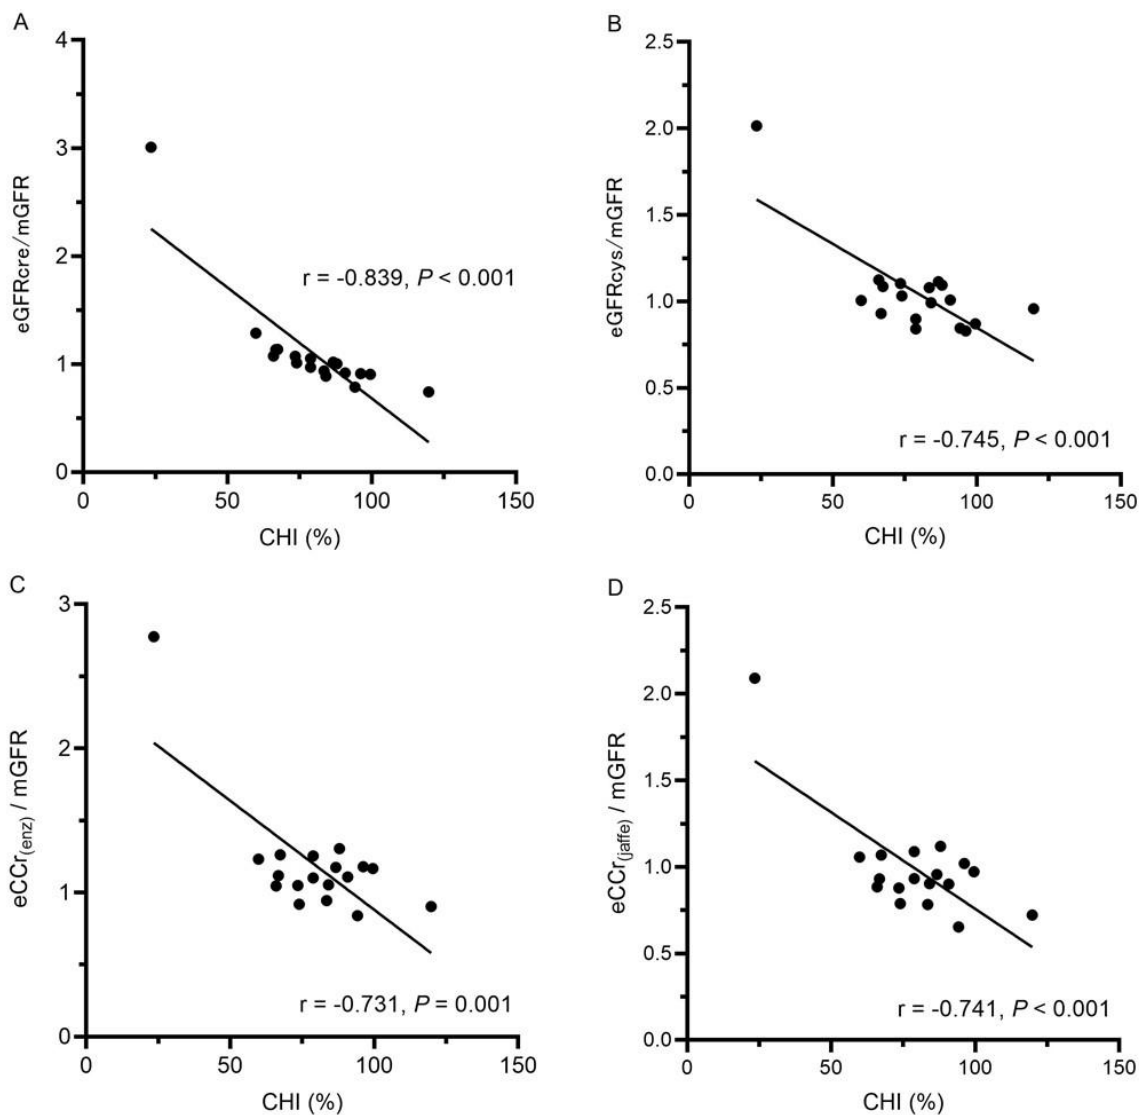 A
eGFRcre/mGFR
4
3
2
1
0
r = -0.839, P < 0.001
0 50 100 150
CHI (%)
B
eGFRcys/mGFR
2.5
2.0
1.5
1.0
0.5
0.0
r = -0.745, P < 0.001
0 50 100 150
CHI (%)
C
eCCr(enz) / mGFR
3
2
1
0
r = -0.731, P = 0.001
0 50 100 150
CHI (%)
D
eCCr(jaffe) / mGFR
2.5
2.0
1.5
1.0
0.5
0.0
r = -0.741, P < 0.001
0 50 100 150
CHI (%)